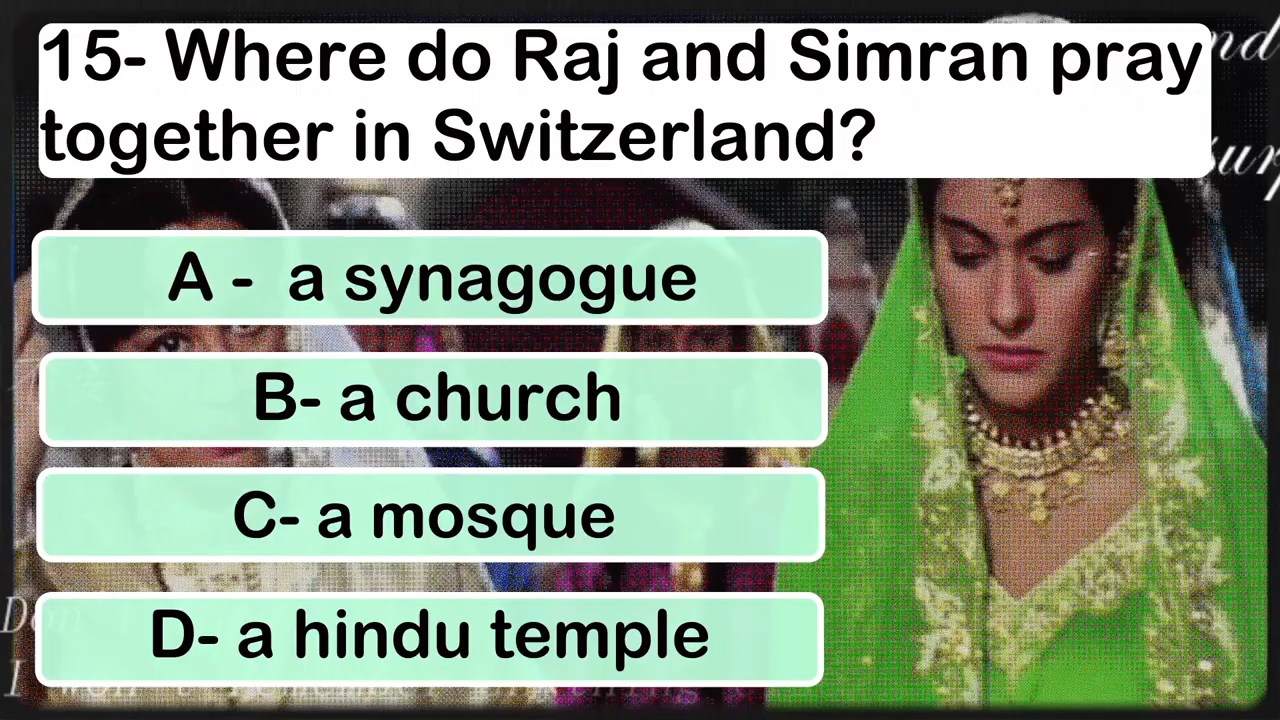 15- Where do Raj and Simran pray
together in Switzerland?
A - a synagogue
B- a church
C- a mosque
D- a hindu temple